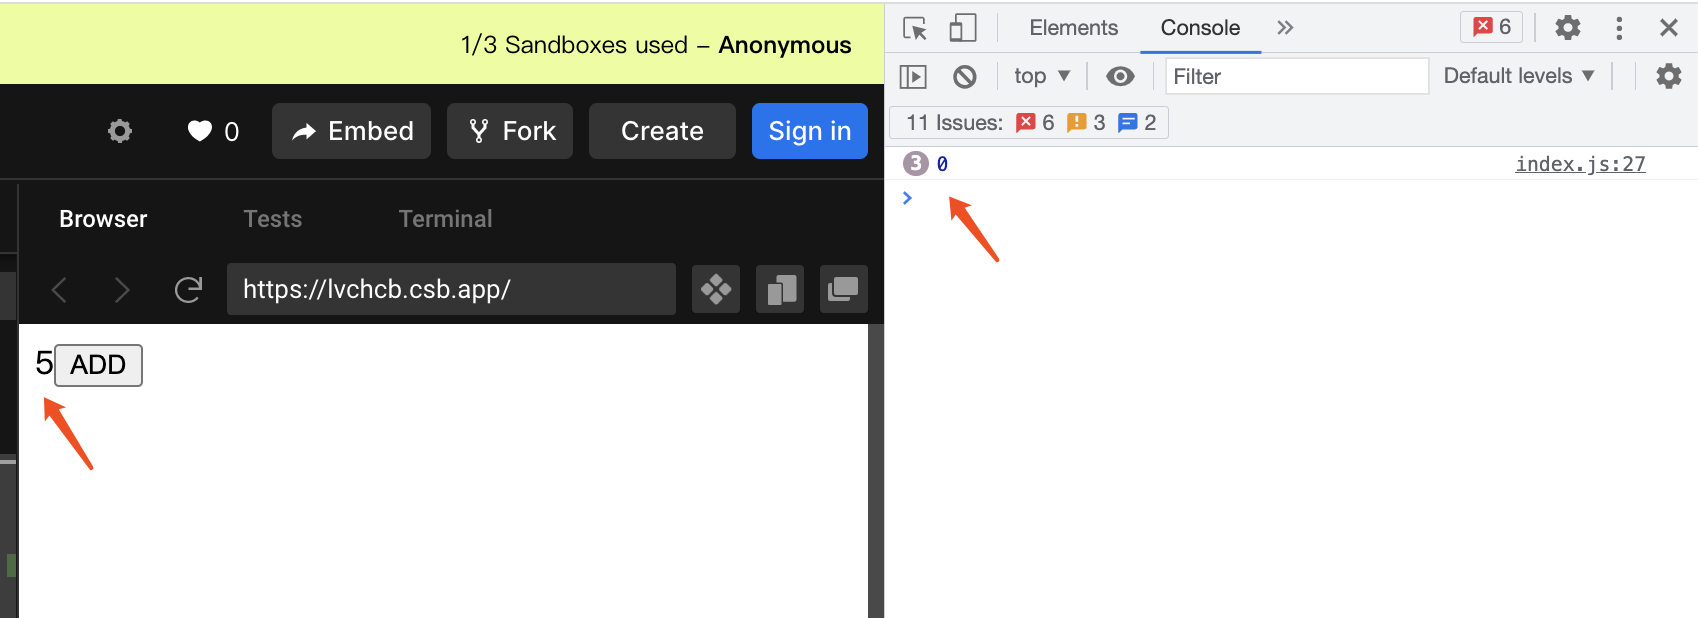 1/3 Sandboxes used – Anonymous
0 Embed Fork Create Sign in
Browser Tests Terminal
https://lvchcb.csb.app/
5 ADD
Elements Console 6
top Filter Default levels
11 Issues: 6 3 2
3 0 index.js:27